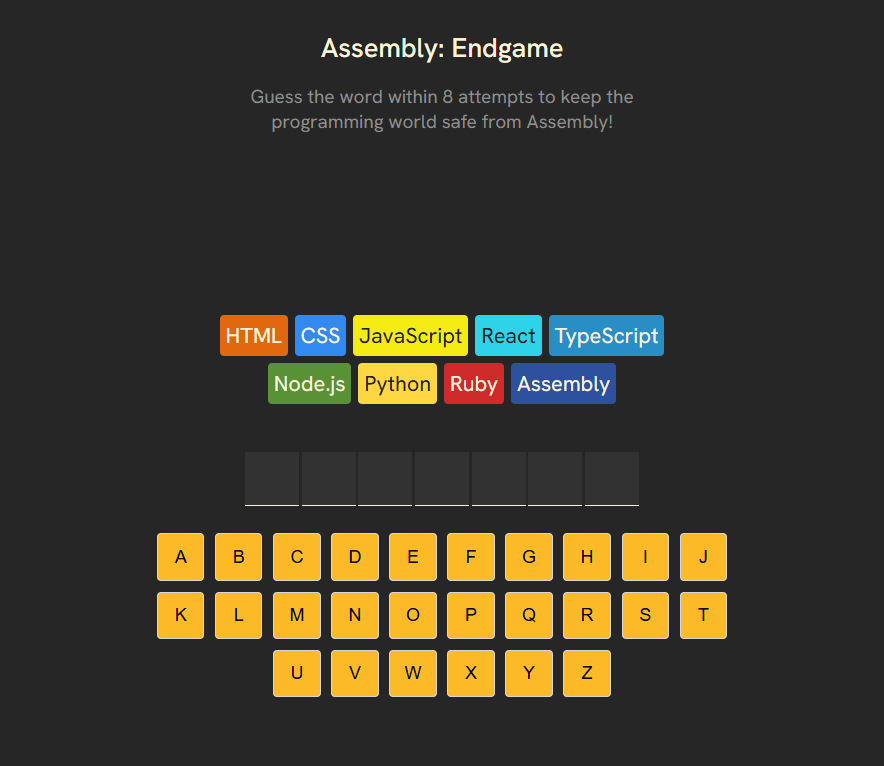 Assembly: Endgame
Guess the word within 8 attempts to keep the
programming world safe from Assembly!
HTML CSS JavaScript React TypeScript
Node.js Python Ruby Assembly
A B C D E F G H I J
K L M N O P Q R S T
U V W X Y Z